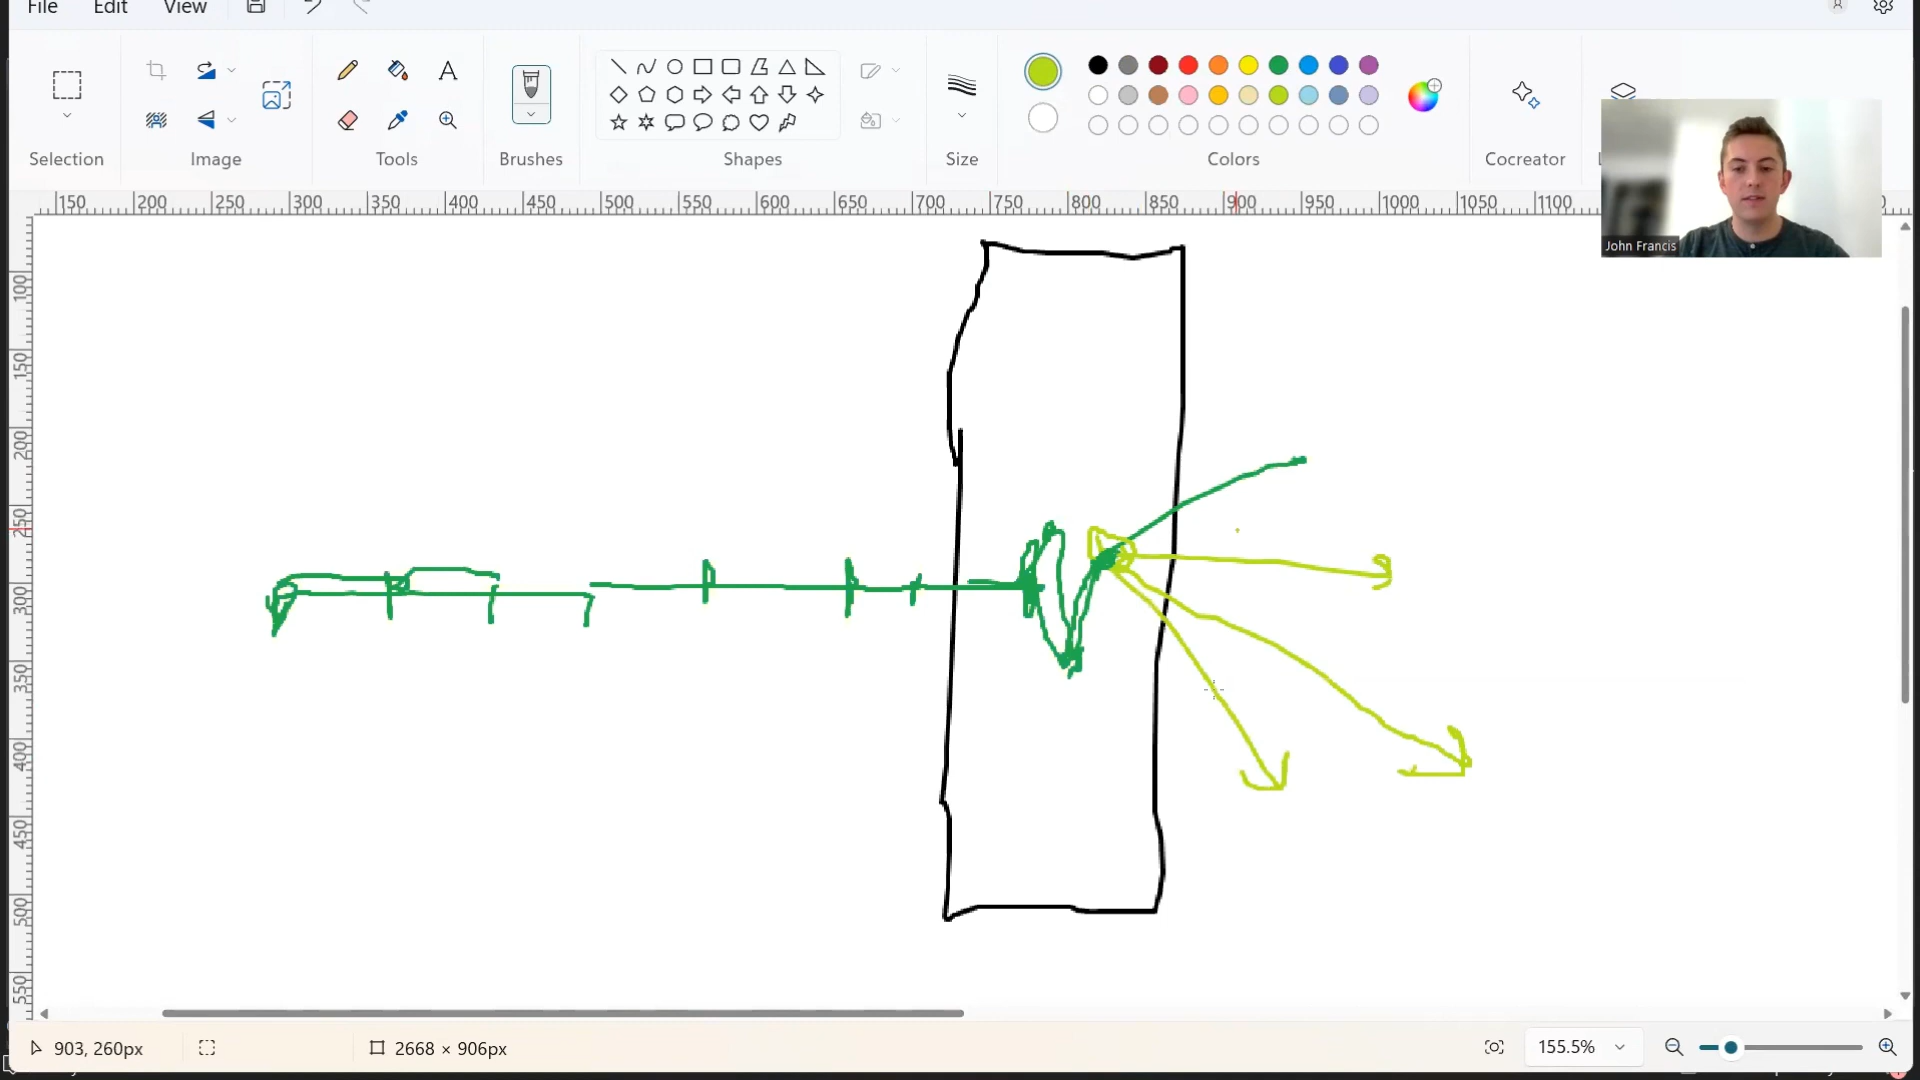 File Edit View
Selection Image Tools Brushes Shapes Size Colors Cocreator
John Francis
150 200 250 300 350 400 450 500 550 600 650 700 750 800 850 900 950 1000 1050 1100
100
150
200
250
300
350
400
450
500
550
903, 260px 2668 × 906px 155.5%